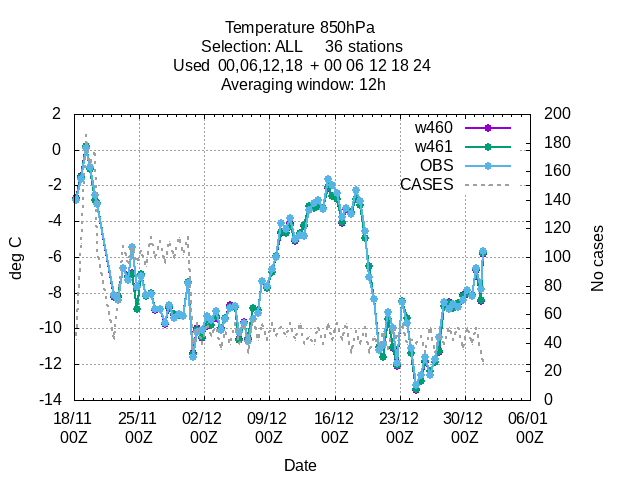 Temperature 850hPa
Selection: ALL 36 stations
Used 00,06,12,18 + 00 06 12 18 24
Averaging window: 12h
w460
w461
OBS
CASES
deg C
2
0
-2
-4
-6
-8
-10
-12
-14
200
180
160
140
120
100
80
60
40
20
0
No cases
18/11 25/11 02/12 09/12 16/12 23/12 30/12 06/01
00Z 00Z 00Z 00Z 00Z 00Z 00Z 00Z
Date